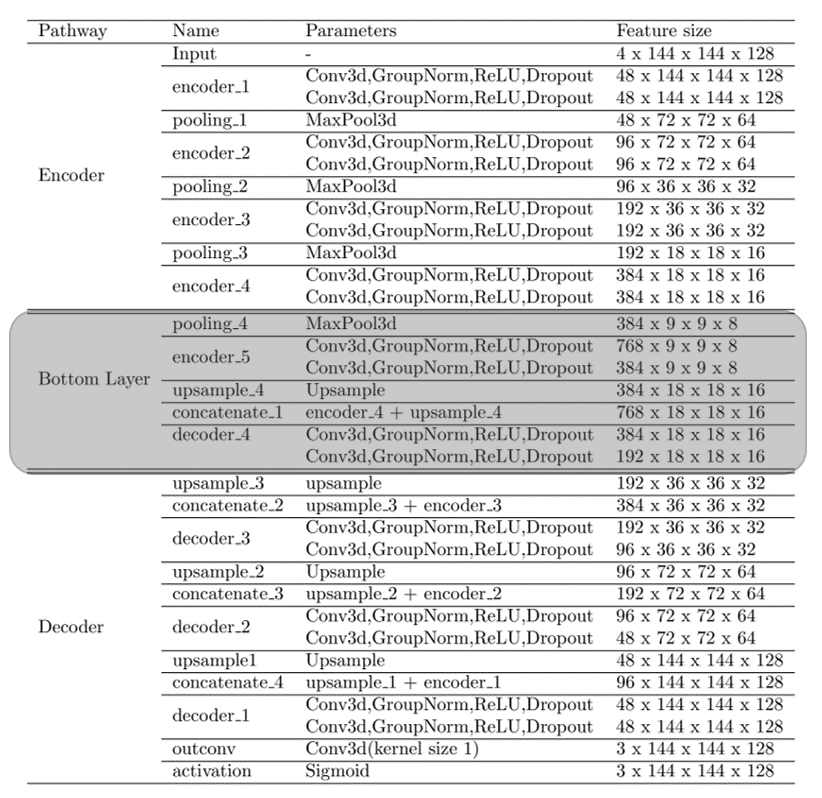 Pathway Name Parameters Feature size
Input - 4 x 144 x 144 x 128
encoder_1 Conv3d,GroupNorm,ReLU,Dropout 48 x 144 x 144 x 128
Conv3d,GroupNorm,ReLU,Dropout 48 x 144 x 144 x 128
pooling_1 MaxPool3d 48 x 72 x 72 x 64
encoder_2 Conv3d,GroupNorm,ReLU,Dropout 96 x 72 x 72 x 64
Conv3d,GroupNorm,ReLU,Dropout 96 x 72 x 72 x 64
Encoder pooling_2 MaxPool3d 96 x 36 x 36 x 32
encoder_3 Conv3d,GroupNorm,ReLU,Dropout 192 x 36 x 36 x 32
Conv3d,GroupNorm,ReLU,Dropout 192 x 36 x 36 x 32
pooling_3 MaxPool3d 192 x 18 x 18 x 16
encoder_4 Conv3d,GroupNorm,ReLU,Dropout 384 x 18 x 18 x 16
Conv3d,GroupNorm,ReLU,Dropout 384 x 18 x 18 x 16
pooling_4 MaxPool3d 384 x 9 x 9 x 8
encoder_5 Conv3d,GroupNorm,ReLU,Dropout 768 x 9 x 9 x 8
Conv3d,GroupNorm,ReLU,Dropout 384 x 9 x 9 x 8
Bottom Layer upsample_4 Upsample 384 x 18 x 18 x 16
concatenate_1 encoder_4 + upsample_4 768 x 18 x 18 x 16
decoder_4 Conv3d,GroupNorm,ReLU,Dropout 384 x 18 x 18 x 16
Conv3d,GroupNorm,ReLU,Dropout 192 x 18 x 18 x 16
upsample_3 upsample 192 x 36 x 36 x 32
concatenate_2 upsample_3 + encoder_3 384 x 36 x 36 x 32
decoder_3 Conv3d,GroupNorm,ReLU,Dropout 192 x 36 x 36 x 32
Conv3d,GroupNorm,ReLU,Dropout 96 x 36 x 36 x 32
upsample_2 Upsample 96 x 72 x 72 x 64
concatenate_3 upsample_2 + encoder_2 192 x 72 x 72 x 64
Decoder decoder_2 Conv3d,GroupNorm,ReLU,Dropout 96 x 72 x 72 x 64
Conv3d,GroupNorm,ReLU,Dropout 48 x 72 x 72 x 64
upsample1 Upsample 48 x 144 x 144 x 128
concatenate_4 upsample_1 + encoder_1 96 x 144 x 144 x 128
decoder_1 Conv3d,GroupNorm,ReLU,Dropout 48 x 144 x 144 x 128
Conv3d,GroupNorm,ReLU,Dropout 48 x 144 x 144 x 128
outconv Conv3d(kernel size 1) 3 x 144 x 144 x 128
activation Sigmoid 3 x 144 x 144 x 128